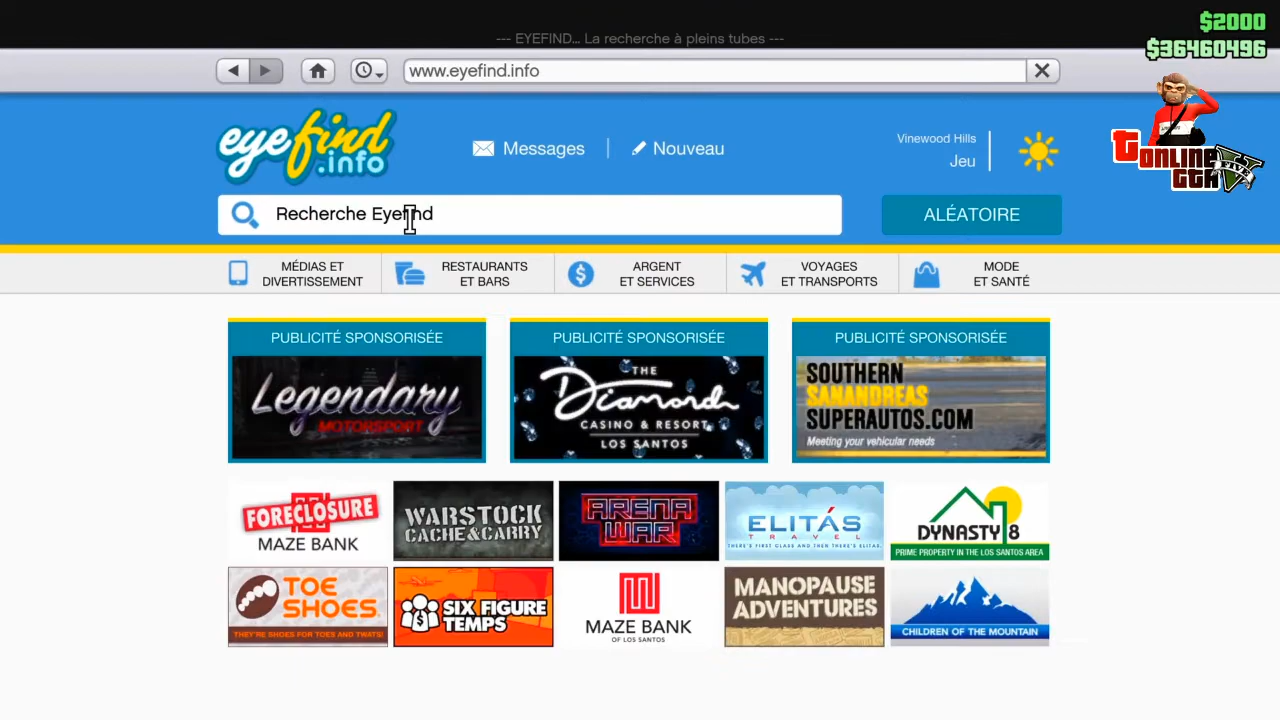 $2000
--- EYEFIND... La recherche à pleins tubes ---
$36460496
www.eyefind.info
eyefind
.info
Messages
Nouveau
Vinewood Hills
Jeu
TONLINE
GTA V
FIVE
Recherche Eyefind
ALÉATOIRE
MÉDIAS ET
DIVERTISSEMENT
RESTAURANTS
ET BARS
ARGENT
ET SERVICES
VOYAGES
ET TRANSPORTS
MODE
ET SANTÉ
PUBLICITÉ SPONSORISÉE
Legendary
MOTORSPORT
PUBLICITÉ SPONSORISÉE
THE
Diamond
CASINO & RESORT
LOS SANTOS
PUBLICITÉ SPONSORISÉE
SOUTHERN
SANANDREAS
SUPERAUTOS.COM
Meeting your vehicular needs
FORECLOSURE
MAZE BANK
WARSTOCK
CACHE&CARRY
ARENA
WAR
ELITÁS
TRAVEL
THERE'S FIRST CLASS AND THEN THERE'S ELITAS.
DYNASTY 8
PRIME PROPERTY IN THE LOS SANTOS AREA
TOE
SHOES
THEY'RE SHOES FOR TOES AND TWATS!
SIX FIGURE
TEMPS
MAZE BANK
OF LOS SANTOS
MANOPAUSE
ADVENTURES
CHILDREN OF THE MOUNTAIN